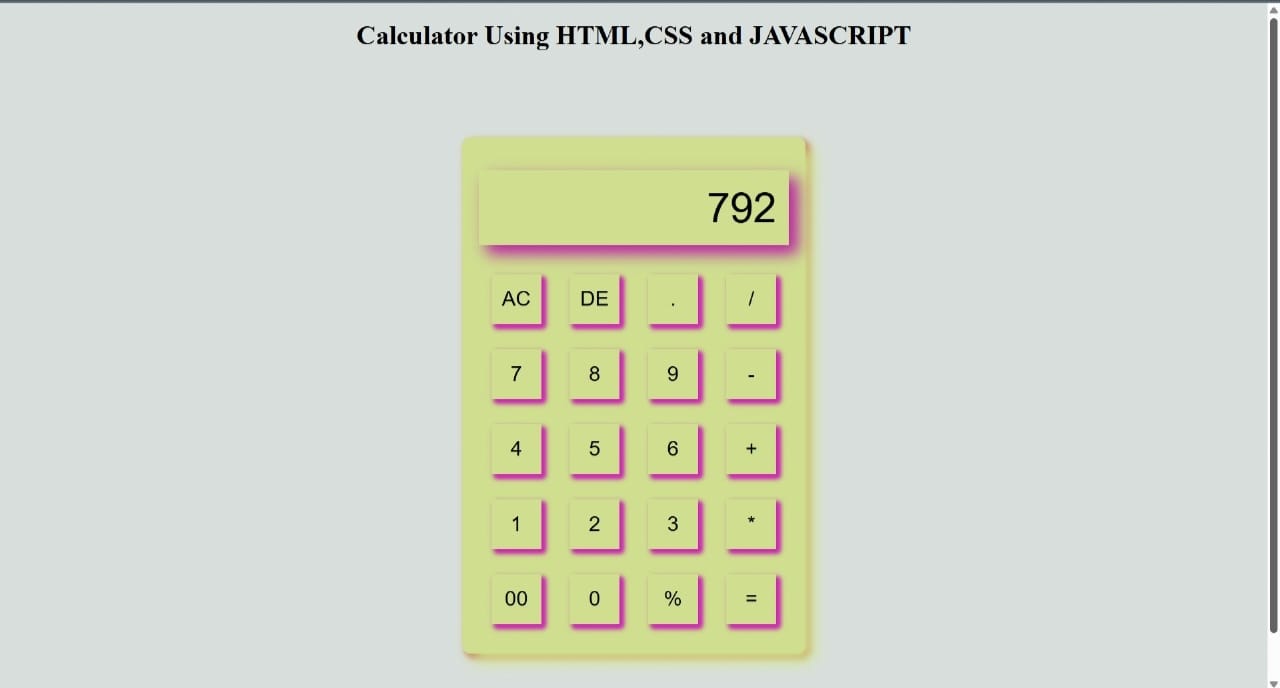 Calculator Using HTML,CSS and JAVASCRIPT
792
AC DE . /
7 8 9 -
4 5 6 +
1 2 3 *
00 0 % =